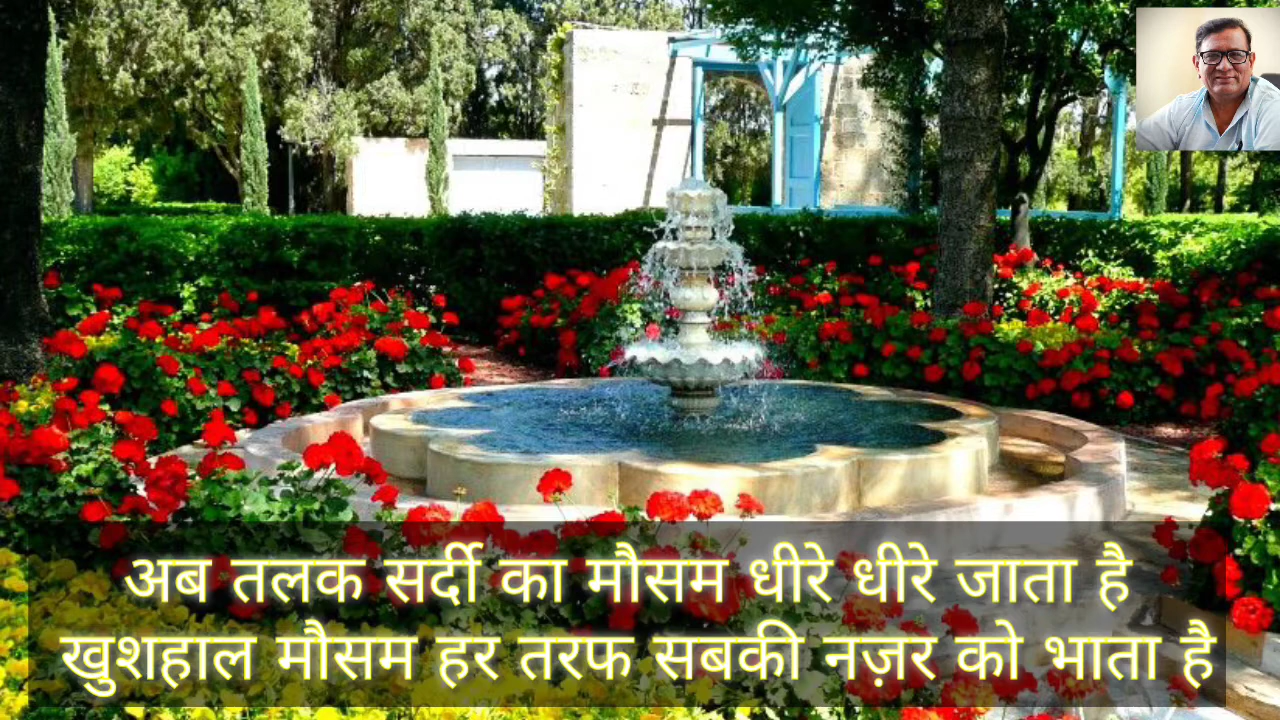 अब तलक सर्दी का मौसम धीरे धीरे जाता है
खुशहाल मौसम हर तरफ सबकी नज़र को भाता है